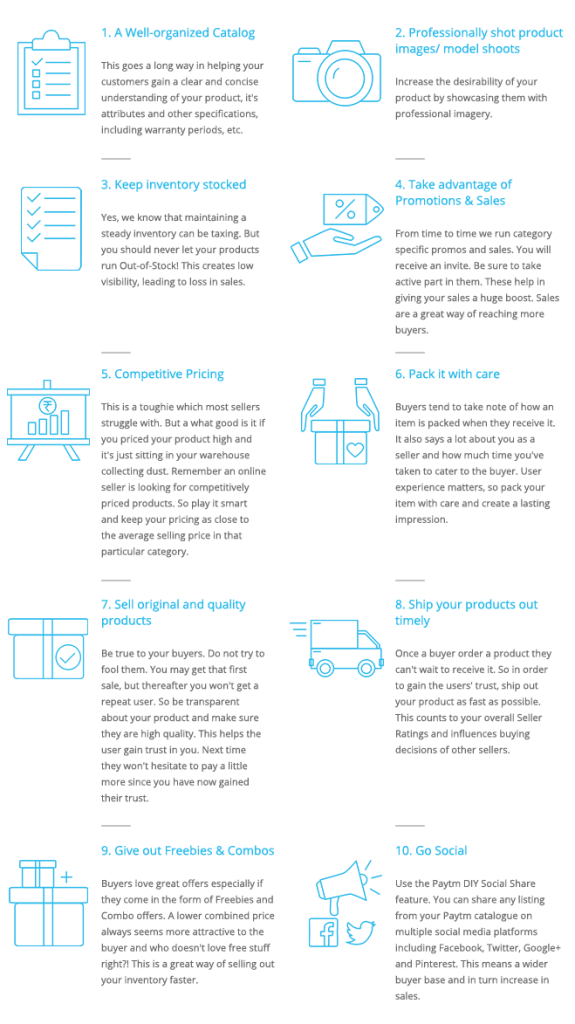 1. A Well-organized Catalog
This goes a long way in helping your
customers gain a clear and concise
understanding of your product, it's
attributes and other specifications,
including warranty periods, etc.
2. Professionally shot product
images/ model shoots
Increase the desirability of your
product by showcasing them with
professional imagery.
3. Keep inventory stocked
Yes, we know that maintaining a
steady inventory can be taxing. But
you should never let your products
run Out-of-Stock! This creates low
visibility, leading to loss in sales.
4. Take advantage of
Promotions & Sales
From time to time we run category
specific promos and sales. You will
receive an invite. Be sure to take
active part in them. These help in
giving your sales a huge boost. Sales
are a great way of reaching more
buyers.
5. Competitive Pricing
This is a toughie which most sellers
struggle with. But a what good is it if
you priced your product high and
it's just sitting in your warehouse
collecting dust. Remember an online
seller is looking for competitively
priced products. So play it smart
and keep your pricing as close to
the average selling price in that
particular category.
6. Pack it with care
Buyers tend to take note of how an
item is packed when they receive it.
It also says a lot about you as a
seller and how much time you've
taken to cater to the buyer. User
experience matters, so pack your
item with care and create a lasting
impression.
7. Sell original and quality
products
Be true to your buyers. Do not try to
fool them. You may get that first
sale, but thereafter you won't get a
repeat user. So be transparent
about your product and make sure
they are high quality. This helps the
user gain trust in you. Next time
they won't hesitate to pay a little
more since you have now gained
their trust.
8. Ship your products out
timely
Once a buyer order a product they
can't wait to receive it. So in order
to gain the users' trust, ship out
your product as fast as possible.
This counts to your overall Seller
Ratings and influences buying
decisions of other sellers.
9. Give out Freebies & Combos
Buyers love great offers especially if
they come in the form of Freebies and
Combo offers. A lower combined price
always seems more attractive to the
buyer and who doesn't love free stuff
right?! This is a great way of selling out
your inventory faster.
10. Go Social
Use the Paytm DIY Social Share
feature. You can share any listing
from your Paytm catalogue on
multiple social media platforms
including Facebook, Twitter, Google+
and Pinterest. This means a wider
buyer base and in turn increase in
sales.